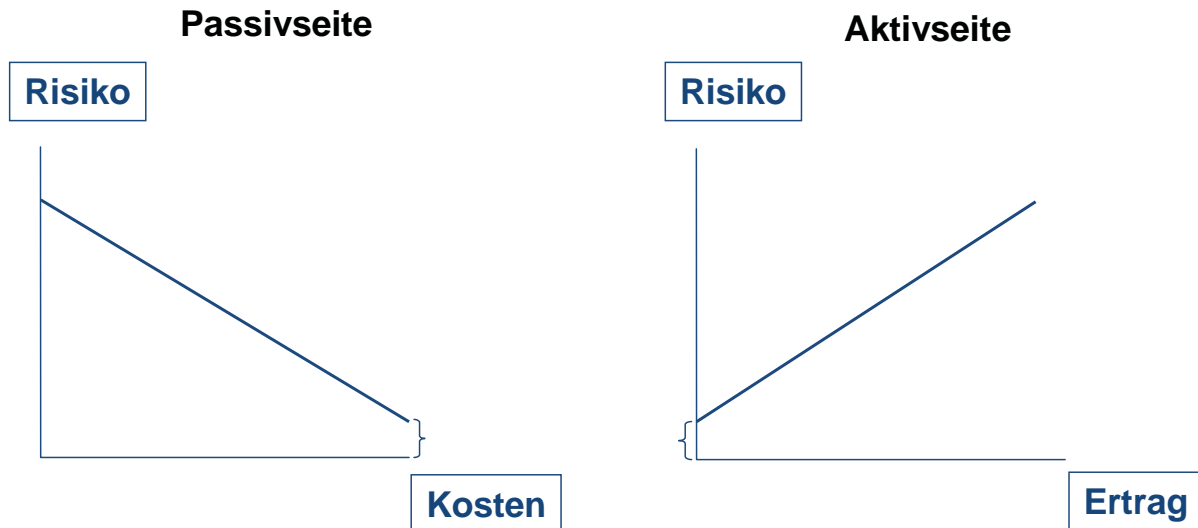 Passivseite
Aktivseite
Risiko
Risiko
Kosten
Ertrag